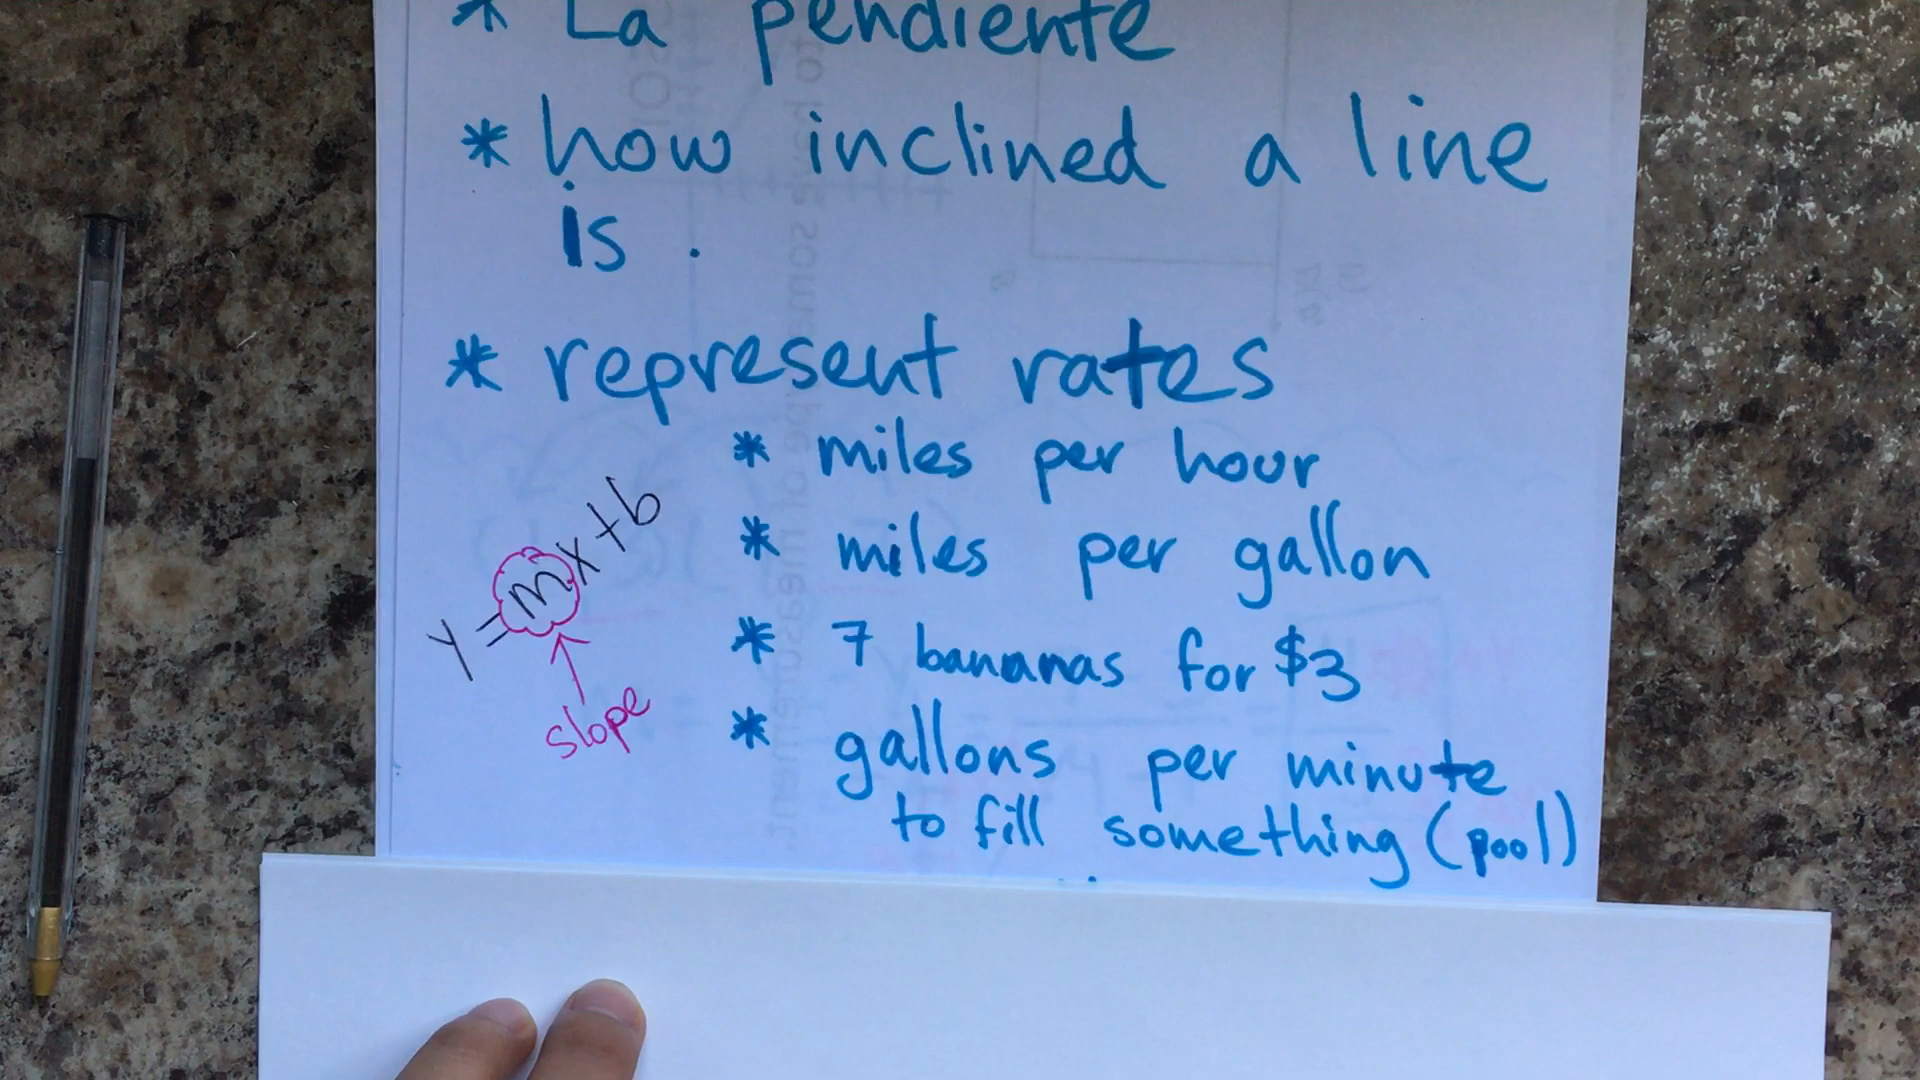 * La pendiente
* how inclined a line
is.
* represent rates
* miles per hour
* miles per gallon
* 7 bananas for $3
* gallons per minute
to fill something (pool)
y=mx+b
slope